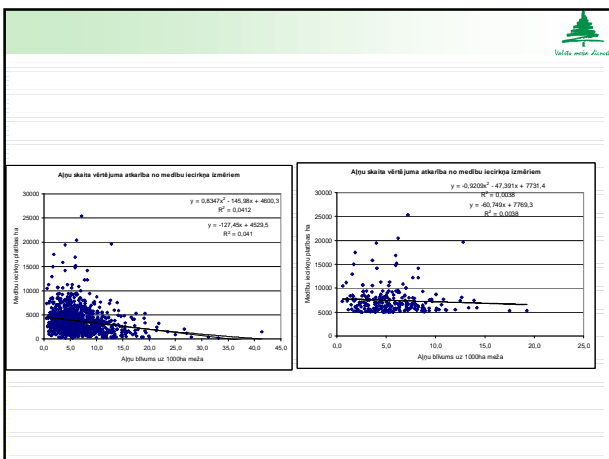 Valsts meža dienests
Aļņu skaita vērtējuma atkarība no medību iecirkņa izmēriem
y = 0,8347x² - 145,98x + 4600,3
R² = 0,0412
y = -127,45x + 4529,5
R² = 0,041
Medību iecirkņu platības ha
30000
25000
20000
15000
10000
5000
0
0,0 5,0 10,0 15,0 20,0 25,0 30,0 35,0 40,0 45,0
Aļņu blīvums uz 1000ha meža
Aļņu skaita vērtējuma atkarība no medību iecirkņa izmēriem
y = -0,9209x² - 47,391x + 7731,4
R² = 0,0038
y = -60,749x + 7769,3
R² = 0,0038
Medību iecirkņu platības ha
30000
25000
20000
15000
10000
5000
0
0,0 5,0 10,0 15,0 20,0 25,0
Aļņu blīvums uz 1000ha meža